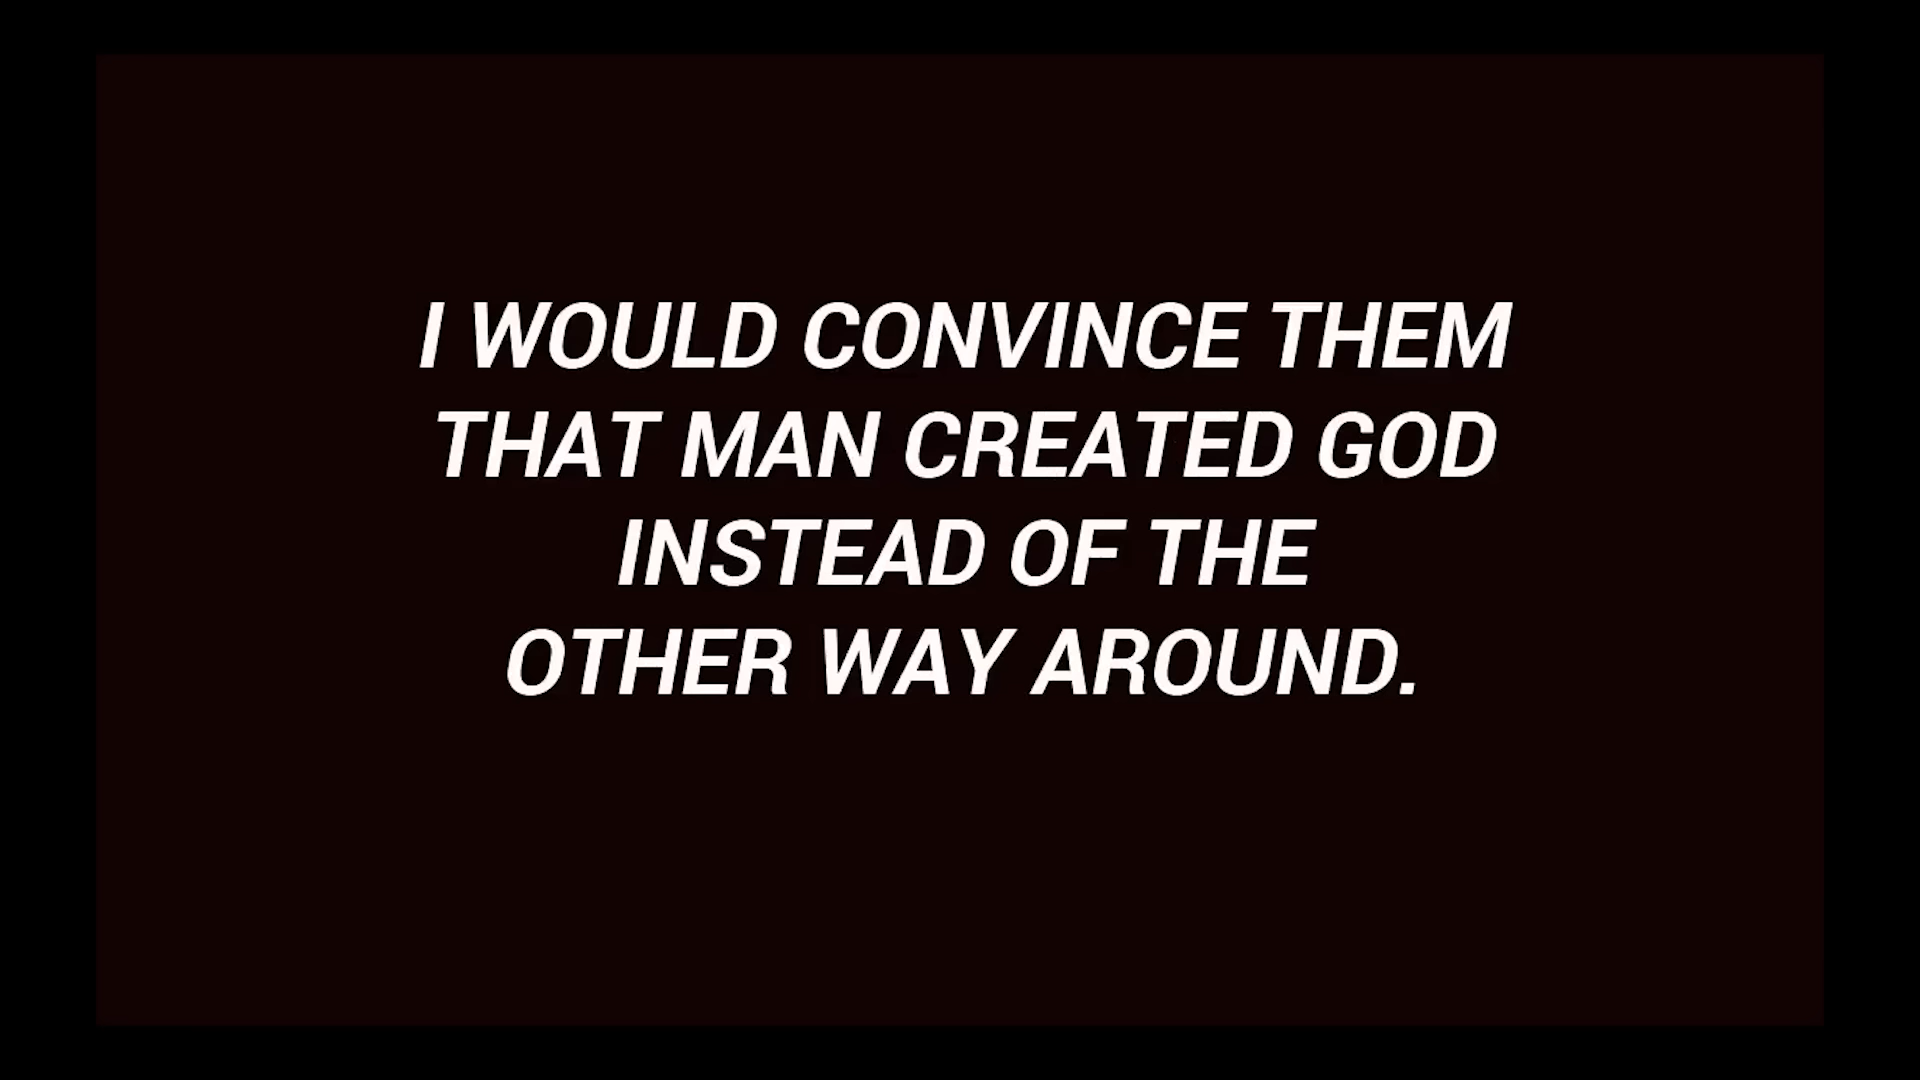 I WOULD CONVINCE THEM
THAT MAN CREATED GOD
INSTEAD OF THE
OTHER WAY AROUND.